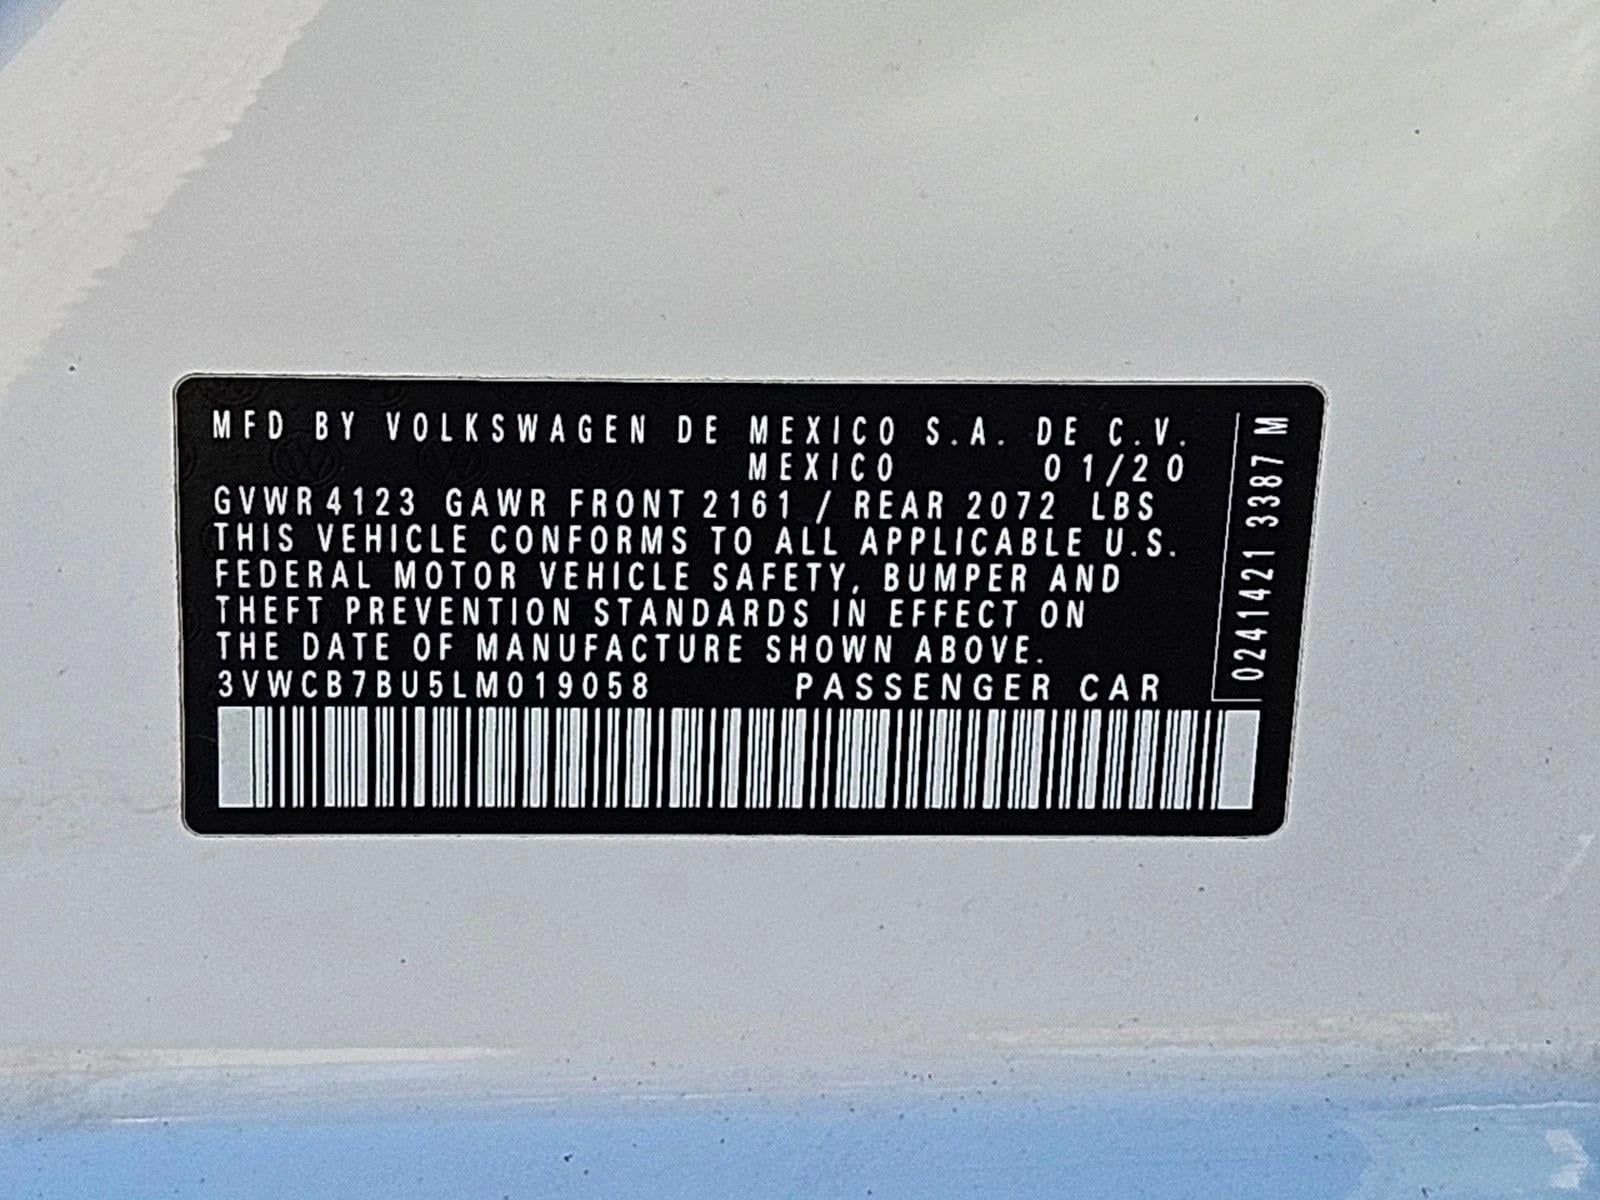 MFD BY VOLKSWAGEN DE MEXICO S.A. DE C.V.
MEXICO 01/20
GVWR 4123 GAWR FRONT 2161 / REAR 2072 LBS
THIS VEHICLE CONFORMS TO ALL APPLICABLE U.S.
FEDERAL MOTOR VEHICLE SAFETY, BUMPER AND
THEFT PREVENTION STANDARDS IN EFFECT ON
THE DATE OF MANUFACTURE SHOWN ABOVE.
3VWCB7BU5LM019058 PASSENGER CAR
02414213387 M